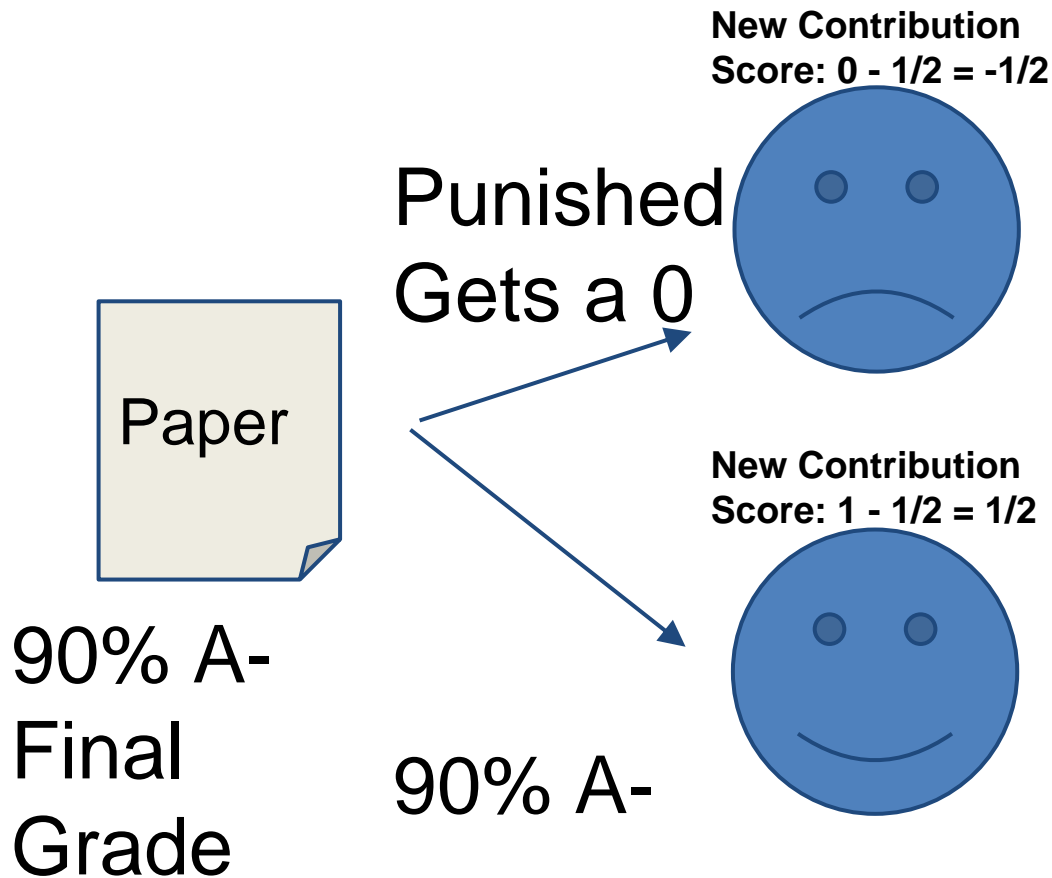 New Contribution
Score: 0 - 1/2 = -1/2
Punished
Gets a 0
Paper
New Contribution
Score: 1 - 1/2 = 1/2
90% A-
Final
Grade
90% A-